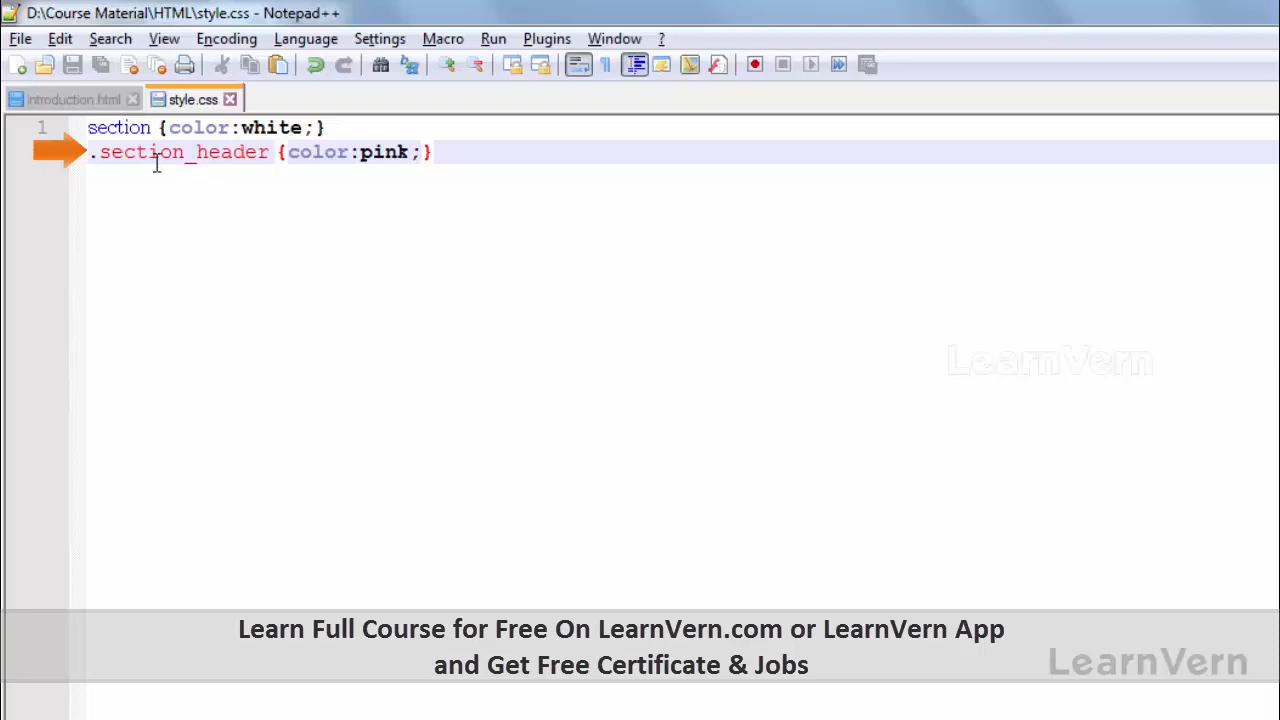 D:\Course Material\HTML\style.css - Notepad++
File Edit Search View Encoding Language Settings Macro Run Plugins Window ?
introduction.html style.css
1 section {color:white;}
.section_header {color:pink;}
LearnVern
Learn Full Course for Free On LearnVern.com or LearnVern App
and Get Free Certificate & Jobs
LearnVern